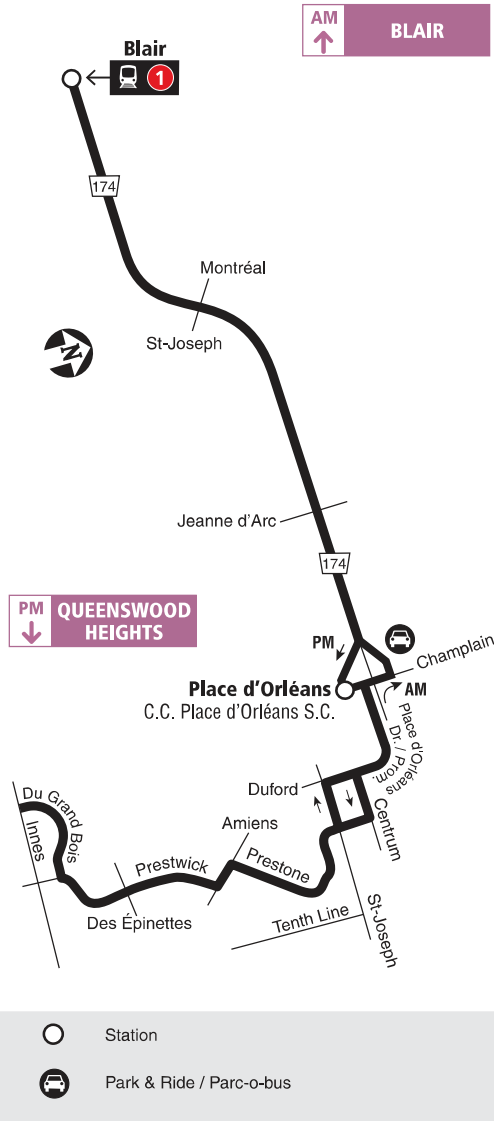 AM
BLAIR
Blair
1
174
Montréal
St-Joseph
N
Jeanne d'Arc
174
PM
QUEENSWOOD
HEIGHTS
PM
Champlain
Place d'Orléans
AM
C.C. Place d'Orléans S.C.
Place d'Orléans
Dr. / Prom.
Duford
Centrum
Du Grand Bois
Innes
Amiens
Prestwick
Prestone
Des Épinettes
Tenth Line
St-Joseph
Station
Park & Ride / Parc-o-bus